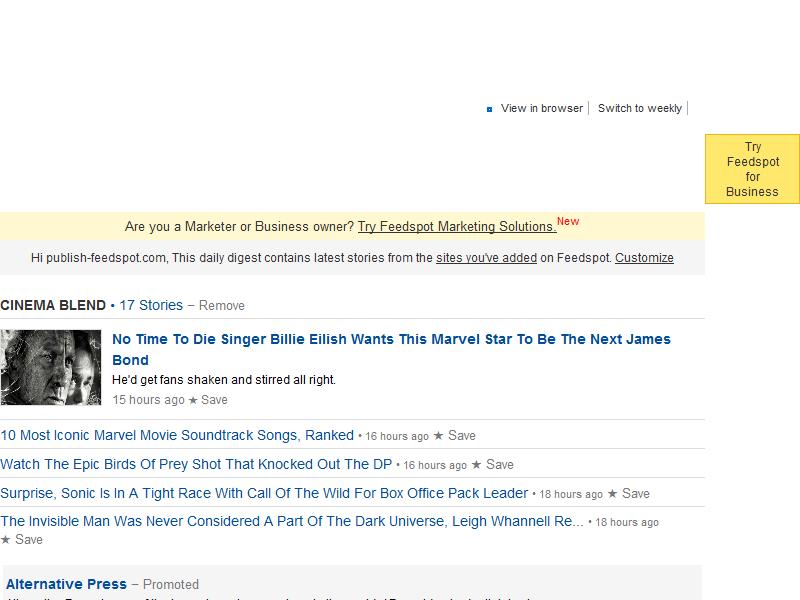 View in browser | Switch to weekly |
Try
Feedspot
for
Business
Are you a Marketer or Business owner? Try Feedspot Marketing Solutions. New
Hi publish-feedspot.com, This daily digest contains latest stories from the sites you've added on Feedspot. Customize
CINEMA BLEND • 17 Stories – Remove
No Time To Die Singer Billie Eilish Wants This Marvel Star To Be The Next James
Bond
He'd get fans shaken and stirred all right.
15 hours ago ★ Save
10 Most Iconic Marvel Movie Soundtrack Songs, Ranked • 16 hours ago ★ Save
Watch The Epic Birds Of Prey Shot That Knocked Out The DP • 16 hours ago ★ Save
Surprise, Sonic Is In A Tight Race With Call Of The Wild For Box Office Pack Leader • 18 hours ago ★ Save
The Invisible Man Was Never Considered A Part Of The Dark Universe, Leigh Whannell Re... • 18 hours ago
★ Save
Alternative Press – Promoted